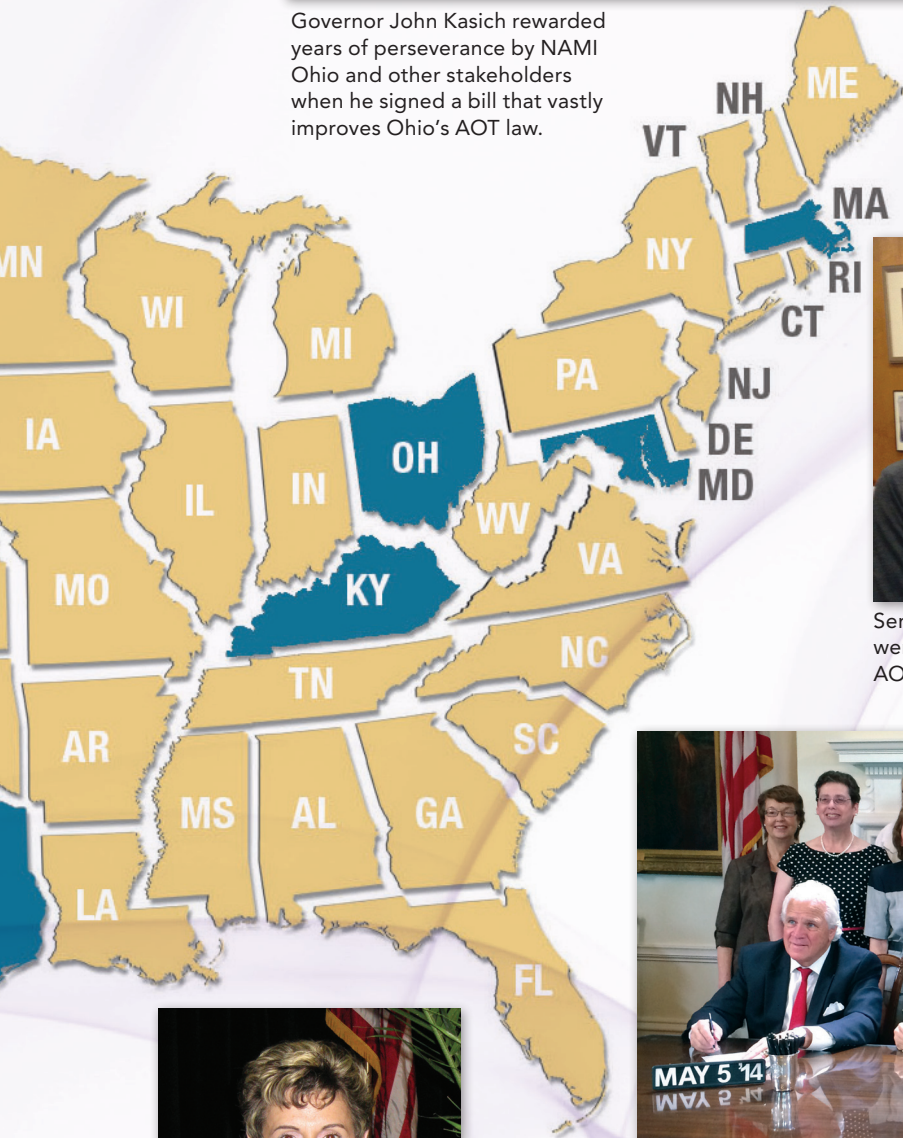 Governor John Kasich rewarded
years of perseverance by NAMI
Ohio and other stakeholders
when he signed a bill that vastly
improves Ohio's AOT law.
ME
NH
VT
MA
NY
RI
CT
MN
WI
MI
PA
NJ
IA
OH
DE
MD
IL
IN
WV
VA
MO
KY
NC
TN
AR
SC
MS
AL
GA
LA
FL
Ser
we
AO
MAY 5 '14